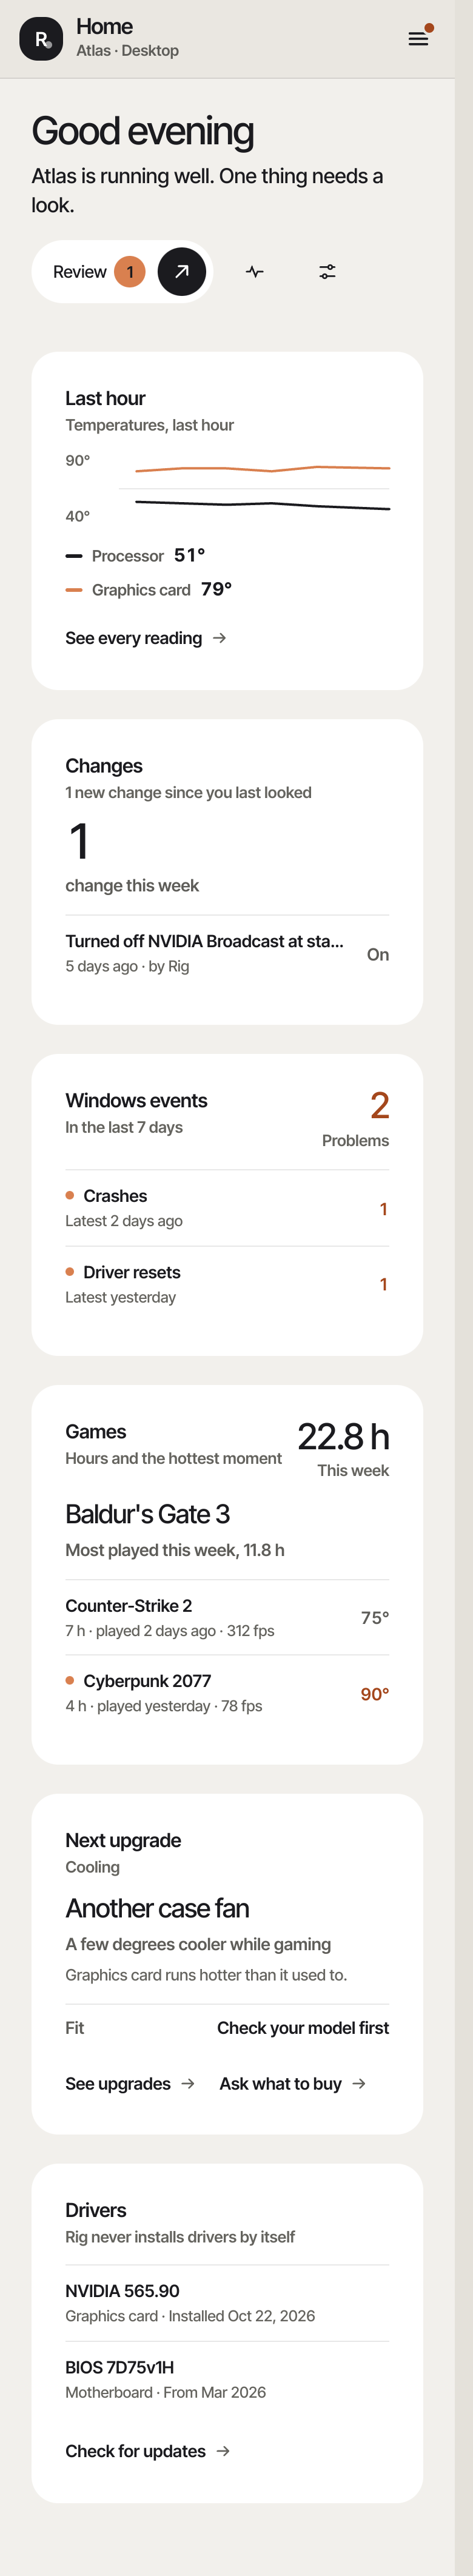 R
Home
Atlas · Desktop
Good evening
Atlas is running well. One thing needs a
look.
Review 1
Last hour
Temperatures, last hour
90°
40°
Processor 51°
Graphics card 79°
See every reading →
Changes
1 new change since you last looked
1
change this week
Turned off NVIDIA Broadcast at sta...
On
5 days ago · by Rig
Windows events
2
In the last 7 days
Problems
Crashes
1
Latest 2 days ago
Driver resets
1
Latest yesterday
Games
22.8 h
Hours and the hottest moment
This week
Baldur's Gate 3
Most played this week, 11.8 h
Counter-Strike 2
75°
7 h · played 2 days ago · 312 fps
Cyberpunk 2077
90°
4 h · played yesterday · 78 fps
Next upgrade
Cooling
Another case fan
A few degrees cooler while gaming
Graphics card runs hotter than it used to.
Fit Check your model first
See upgrades → Ask what to buy →
Drivers
Rig never installs drivers by itself
NVIDIA 565.90
Graphics card · Installed Oct 22, 2026
BIOS 7D75v1H
Motherboard · From Mar 2026
Check for updates →